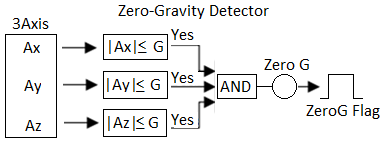 Zero-Gravity Detector
3Axis
Ax
|Ax|≤ G
Yes
Ay
|Ay|≤ G
Yes
AND
Zero G
Az
|Az|≤ G
Yes
ZeroG Flag